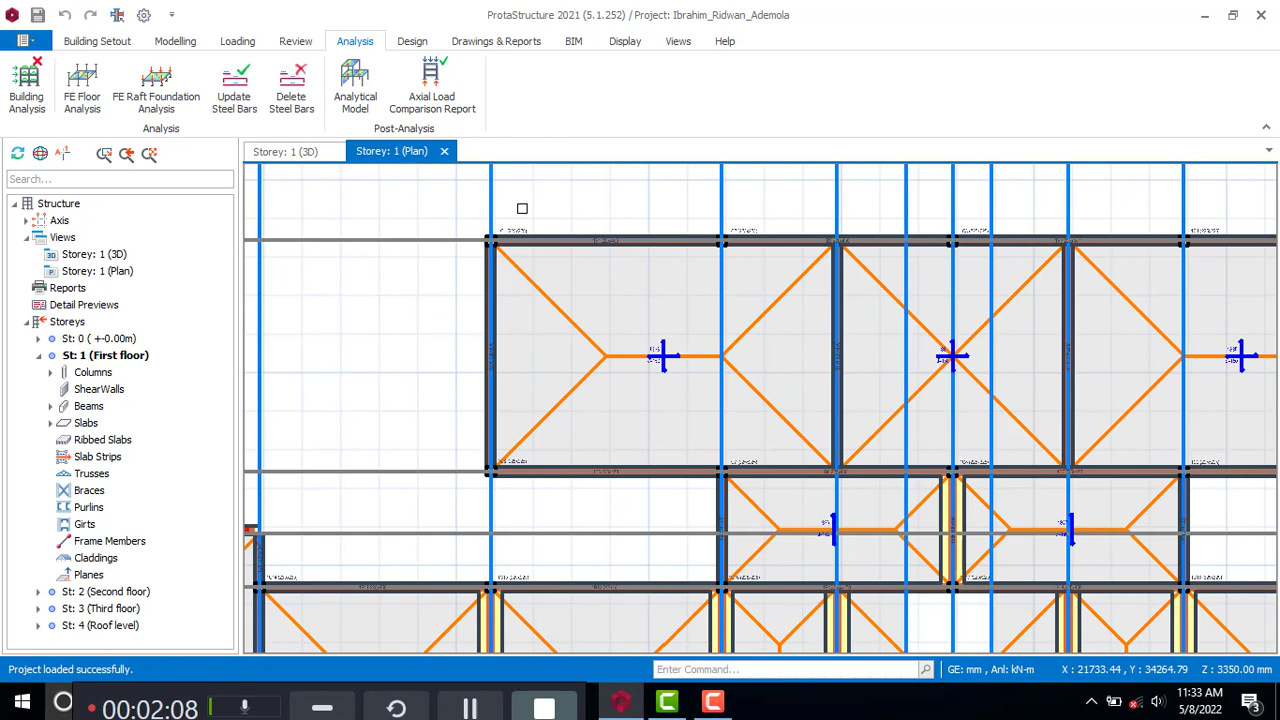 ProtaStructure 2021 (5.1.252) / Project: Ibrahim_Ridwan_Ademola
Building Setout Modelling Loading Review Analysis Design Drawings & Reports BIM Display Views Help
Building Analysis
FE Floor Analysis
FE Raft Foundation Analysis
Update Steel Bars
Delete Steel Bars
Analytical Model
Axial Load Comparison Report
Analysis
Post-Analysis
Storey: 1 (3D)
Storey: 1 (Plan)
Search...
Structure
Axis
Views
Storey: 1 (3D)
Storey: 1 (Plan)
Reports
Detail Previews
Storeys
St: 0 ( +-0.00m)
St: 1 (First floor)
Columns
ShearWalls
Beams
Slabs
Ribbed Slabs
Slab Strips
Trusses
Braces
Purlins
Girts
Frame Members
Claddings
Planes
St: 2 (Second floor)
St: 3 (Third floor)
St: 4 (Roof level)
Project loaded successfully.
Enter Command...
GE: mm , Anl: kN-m
X : 21733.44 , Y : 34264.79
Z : 3350.00 mm
00:02:08
11:33 AM
5/8/2022
3